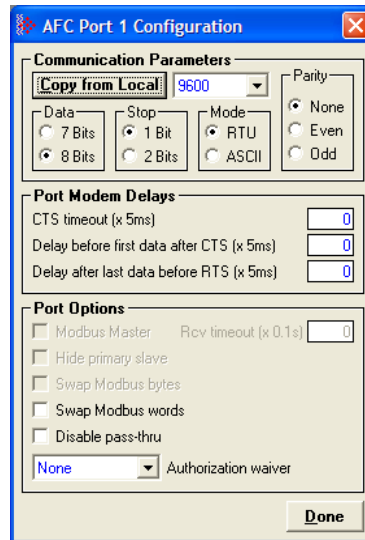 AFC Port 1 Configuration
Communication Parameters
Copy from Local 9600
Parity
None
Even
Odd
Data
7 Bits
8 Bits
Stop
1 Bit
2 Bits
Mode
RTU
ASCII
Port Modem Delays
CTS timeout (x 5ms) 0
Delay before first data after CTS (x 5ms) 0
Delay after last data before RTS (x 5ms) 0
Port Options
Modbus Master Rcv timeout (x 0.1s) 0
Hide primary slave
Swap Modbus bytes
Swap Modbus words
Disable pass-thru
None Authorization waiver
Done